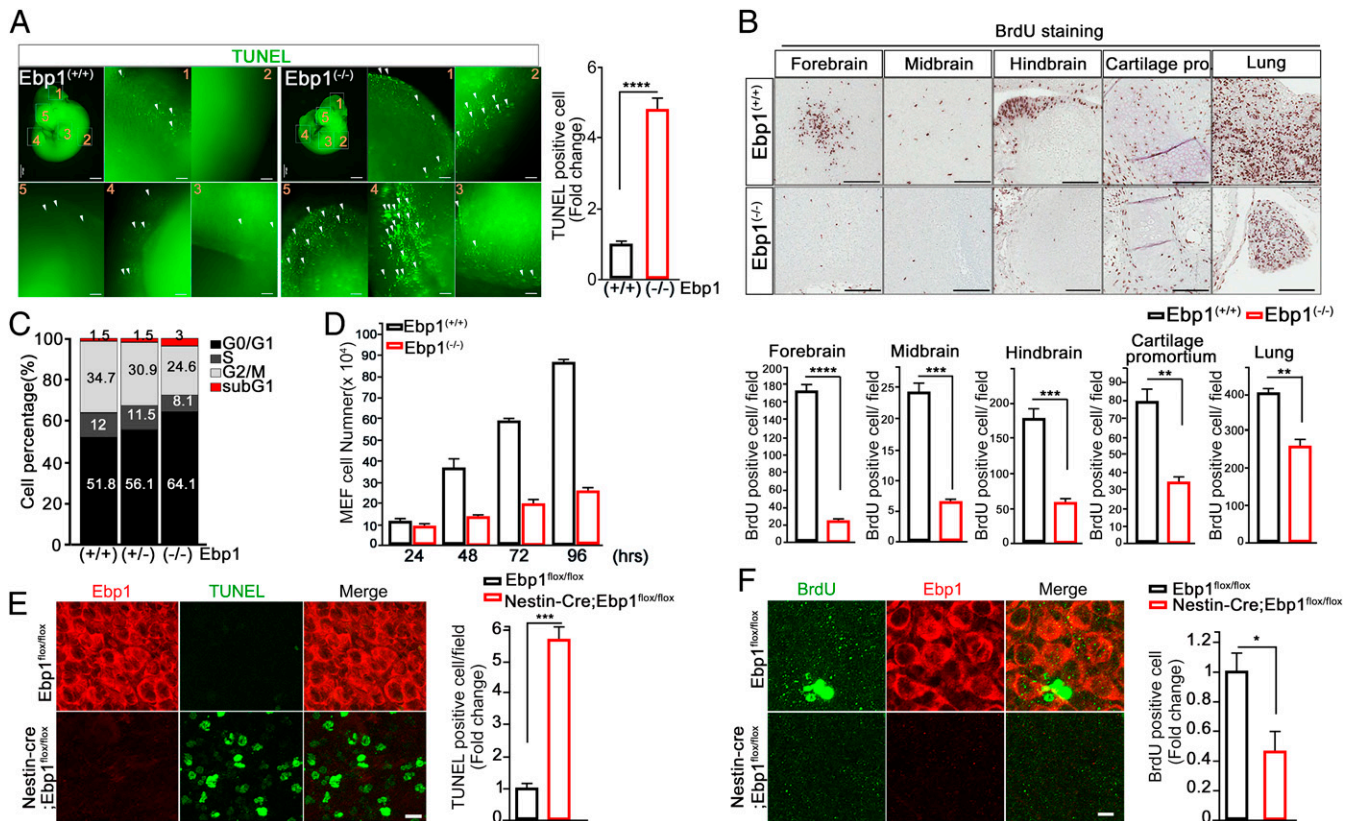 A
TUNEL
Ebp1(+/+)
1
2
Ebp1(-/-)
1
2
1
5
4
3
2
1
5
4
3
2
5
4
3
5
4
3
TUNEL positive cell
(Fold change)
6
4
2
0
****
(+/+) (-/-) Ebp1
B
BrdU staining
Forebrain
Midbrain
Hindbrain
Cartilage pro.
Lung
Ebp1(+/+)
Ebp1(-/-)
Ebp1(+/+) Ebp1(-/-)
Forebrain
BrdU positive cell/ field
200
180
160
140
120
100
80
60
40
20
0
****
Midbrain
BrdU positive cell/ field
25
20
15
10
5
0
***
Hindbrain
BrdU positive cell/ field
200
150
100
50
0
***
Cartilage
promortium
BrdU positive cell/ field
100
90
80
70
60
50
40
30
20
10
0
**
Lung
BrdU positive cell/ field
400
300
200
100
0
**
C
Cell percentage(%)
100
80
60
40
20
0
1.5 1.5 3
34.7 30.9 24.6
12 11.5 8.1
51.8 56.1 64.1
(+/+) (+/-) (-/-) Ebp1
G0/G1
S
G2/M
subG1
D
Ebp1(+/+)
Ebp1(-/-)
MEF cell Numner(x 10⁴)
100
90
80
70
60
50
40
30
20
10
0
24 48 72 96 (hrs)
E
Ebp1
TUNEL
Merge
Ebp1flox/flox
Nestin-cre
;Ebp1flox/flox
Ebp1flox/flox
Nestin-Cre;Ebp1flox/flox
TUNEL positive cell/field
(Fold change)
6
5
4
3
2
1
0
***
F
BrdU
Ebp1
Merge
Ebp1flox/flox
Nestin-cre
;Ebp1flox/flox
Ebp1flox/flox
Nestin-Cre;Ebp1flox/flox
BrdU positive cell
(Fold change)
1.2
1
0.8
0.6
0.4
0.2
0
*